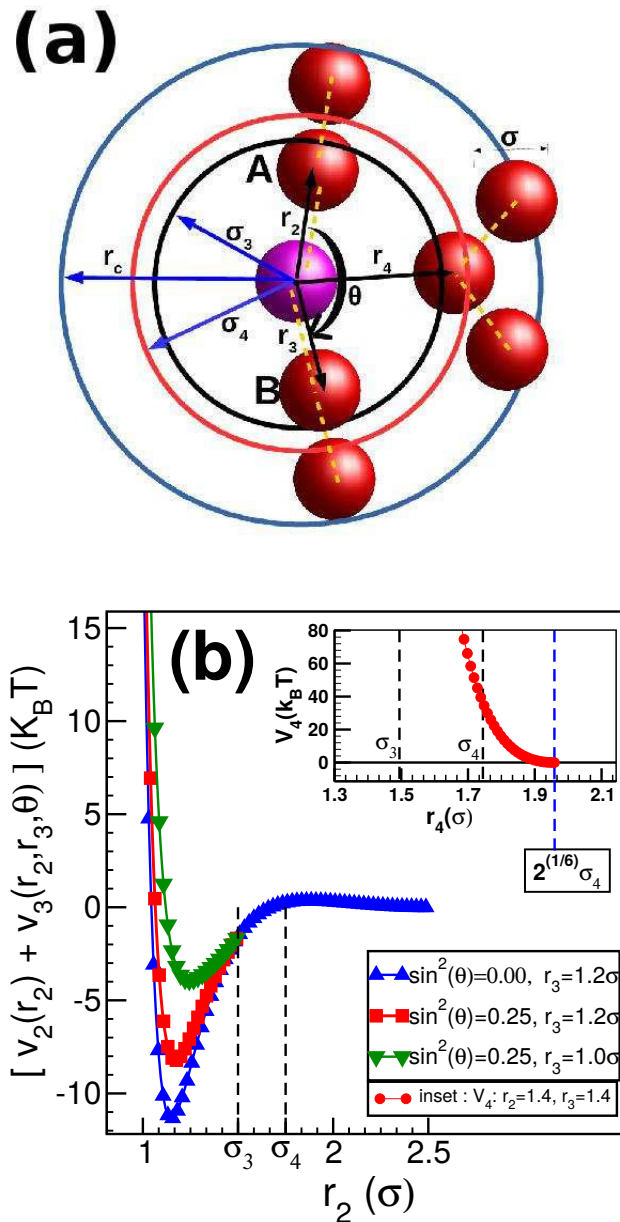 (a)
σ
A
r₂
σ₃
r_c
r₄
θ
σ₄
r₃
B
(b)
[ v₂(r₂) + v₃(r₂,r₃,θ) ] (K_BT)
15
10
5
0
-5
-10
1
σ₃
σ₄
2
2.5
r₂ (σ)
V₄(k_BT)
80
60
40
20
0
σ₃
σ₄
1.3
1.5
1.7
1.9
2.1
r₄(σ)
2^(1/6)σ₄
sin²(θ)=0.00, r₃=1.2σ
sin²(θ)=0.25, r₃=1.2σ
sin²(θ)=0.25, r₃=1.0σ
inset : V₄: r₂=1.4, r₃=1.4